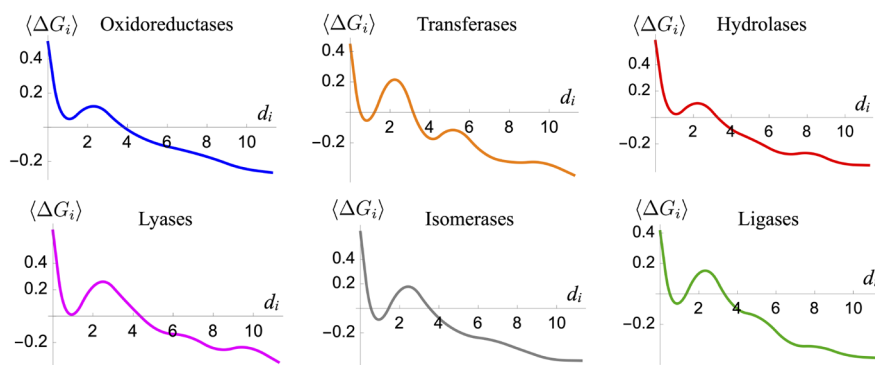 ⟨ΔG_i⟩ Oxidoreductases
0.4
0.2
d_i
2 4 6 8 10
−0.2
⟨ΔG_i⟩ Transferases
0.4
0.2
d_i
2 4 6 8 10
−0.2
⟨ΔG_i⟩ Hydrolases
0.4
0.2
d_i
2 4 6 8 10
−0.2
⟨ΔG_i⟩ Lyases
0.4
0.2
d_i
2 4 6 8 10
−0.2
⟨ΔG_i⟩ Isomerases
0.4
0.2
d_i
2 4 6 8 10
−0.2
⟨ΔG_i⟩ Ligases
0.4
0.2
d_i
2 4 6 8 10
−0.2